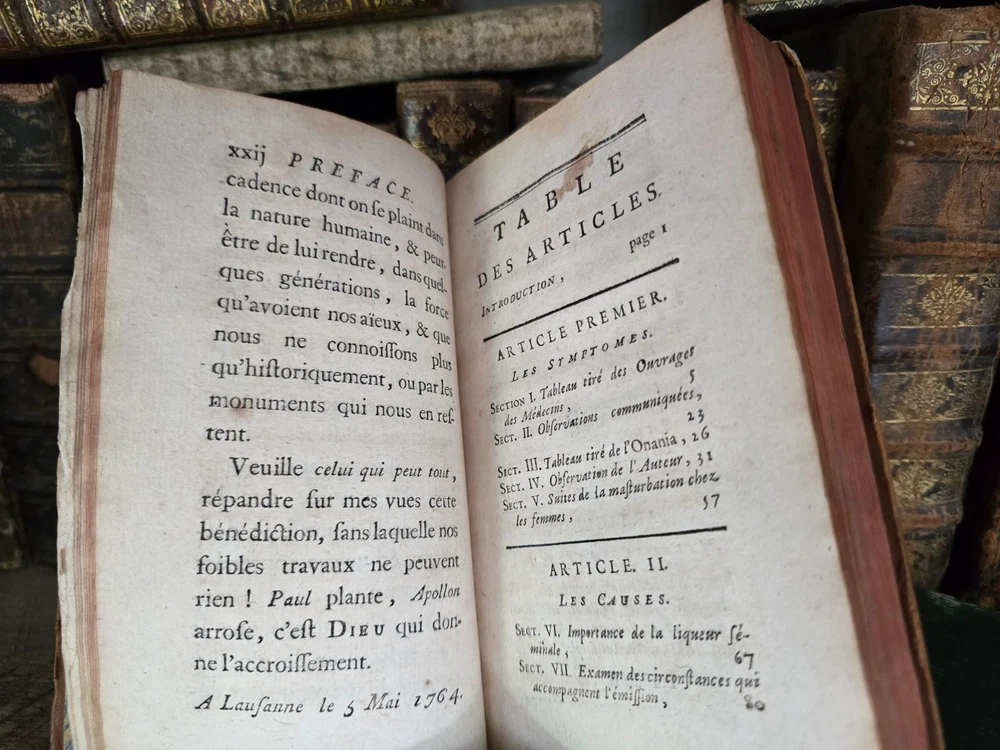 xxij PREFACE.
cadence dont on ſe plaint dans
la nature humaine, & peut-
être de lui rendre, dans quel-
ques générations, la force
qu'avoient nos aïeux, & que
nous ne connoiſſons plus
qu'hiſtoriquement, ou par les
monuments qui nous en reſ-
tent.
Veuille celui qui peut tout,
répandre ſur mes vues cette
bénédiction, ſans laquelle nos
foibles travaux ne peuvent
rien ! Paul plante, Apollon
arroſe, c'eſt DIEU qui don-
ne l'accroiſſement.
A Lauſanne le 5 Mai 1764.
TABLE
DES ARTICLES.
INTRODUCTION, page 1
ARTICLE PREMIER.
LES SYMPTOMES.
SECTION I. Tableau tiré des Ouvrages
des Médecins, 5
SECT. II. Obſervations communiquées,
23
SECT. III. Tableau tiré de l'Onania, 26
SECT. IV. Obſervation de l'Auteur, 31
SECT. V. Suites de la maſturbation chez
les femmes, 57
ARTICLE. II.
LES CAUSES.
SECT. VI. Importance de la liqueur ſé-
minale, 67
SECT. VII. Examen des circonſtances qui
accompagnent l'émiſſion, 80